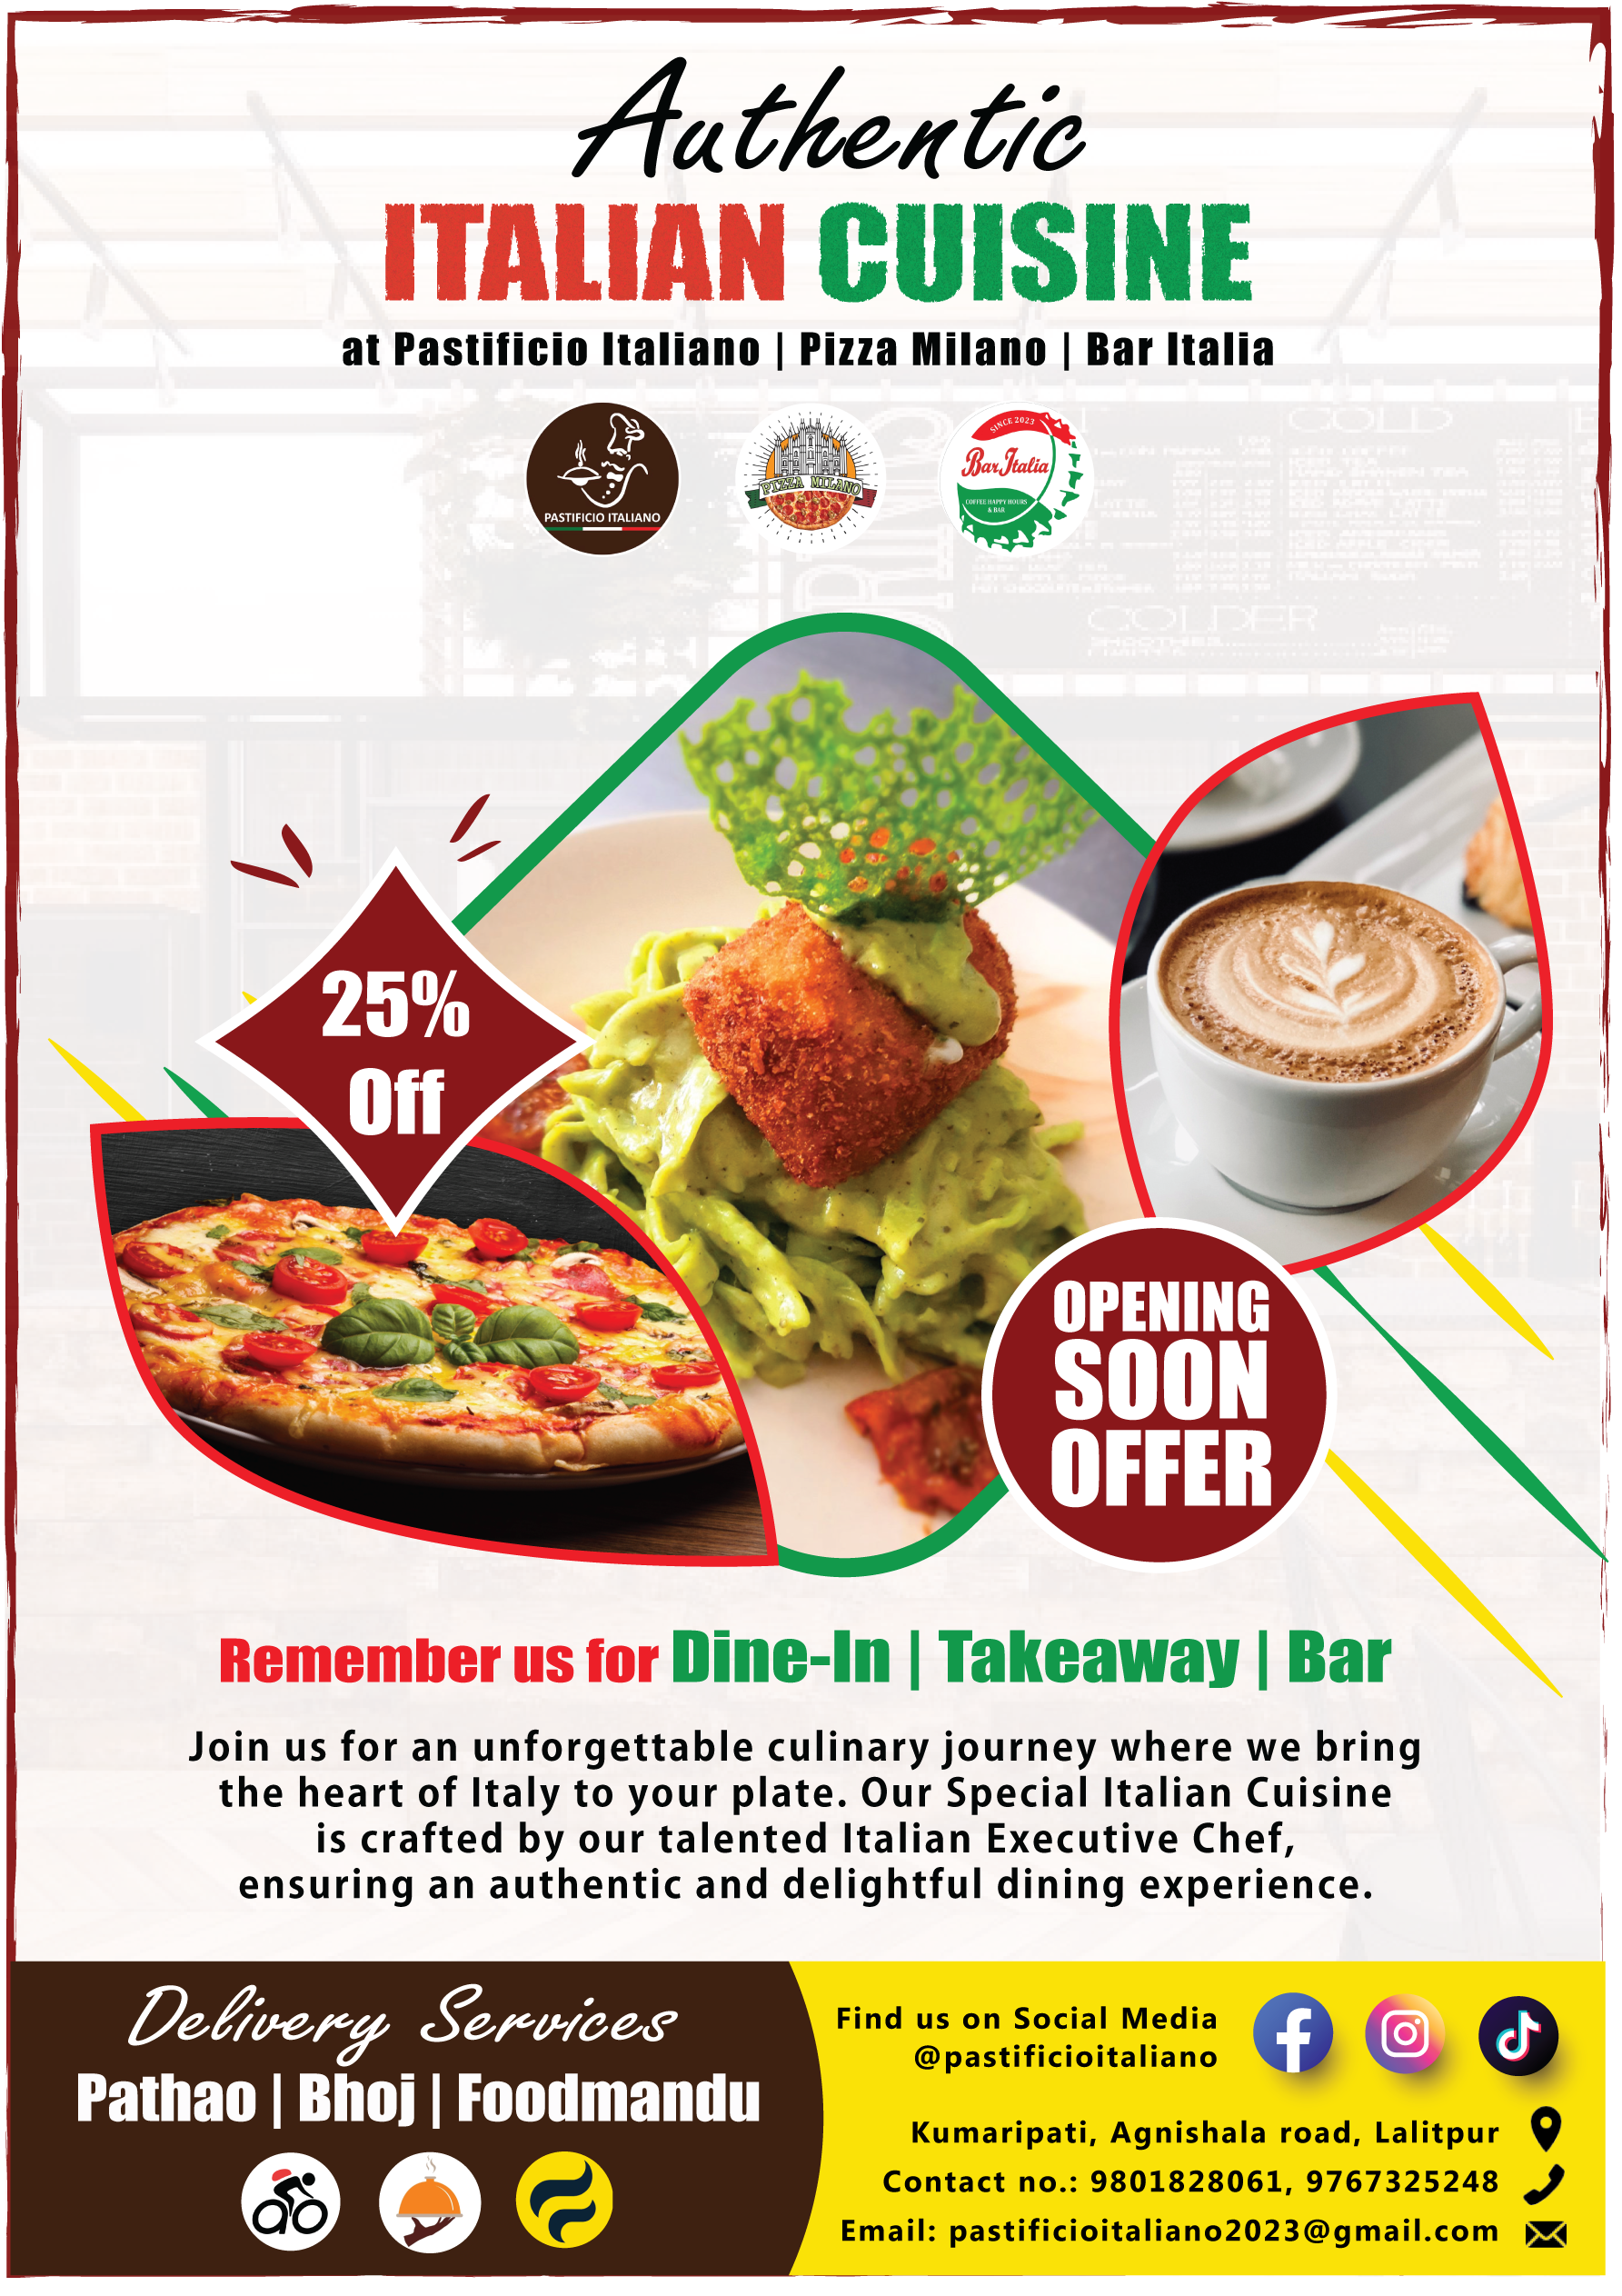 Authentic
ITALIAN CUISINE
at Pastificio Italiano | Pizza Milano | Bar Italia
PASTIFICIO ITALIANO
PIZZA MILANO
SINCE 2023
Bar Italia
COFFEE HAPPY HOURS
& BAR
COLD
COLDER
25%
Off
OPENING
SOON
OFFER
Remember us for Dine-In | Takeaway | Bar
Join us for an unforgettable culinary journey where we bring
the heart of Italy to your plate. Our Special Italian Cuisine
is crafted by our talented Italian Executive Chef,
ensuring an authentic and delightful dining experience.
Delivery Services
Pathao | Bhoj | Foodmandu
Find us on Social Media
@pastificioitaliano
Kumaripati, Agnishala road, Lalitpur
Contact no.: 9801828061, 9767325248
Email: pastificioitaliano2023@gmail.com